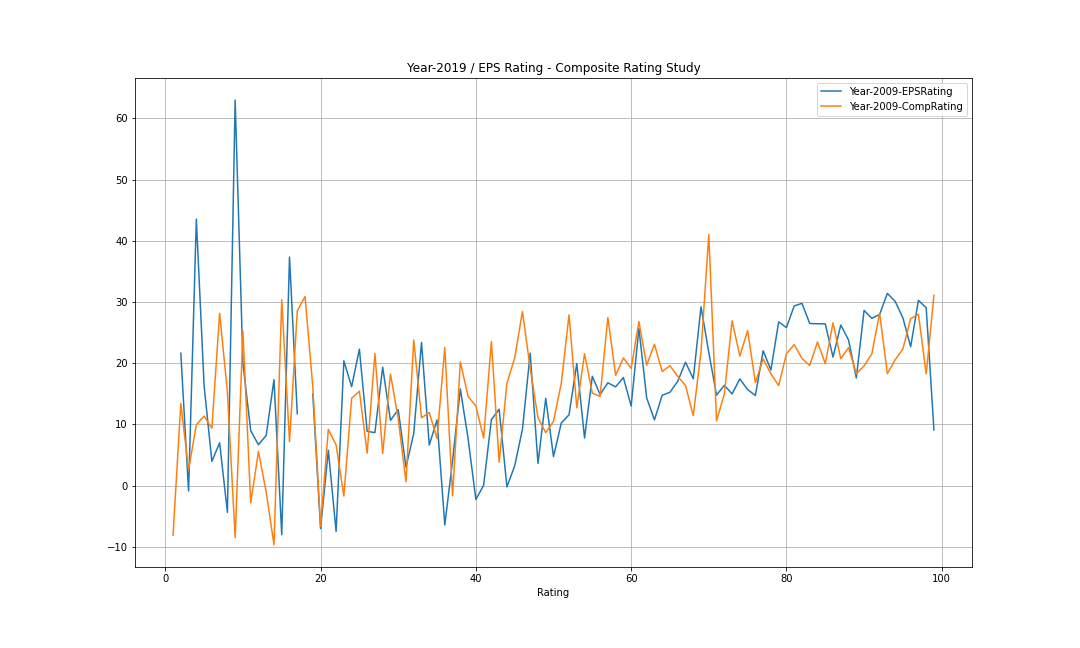 Year-2019 / EPS Rating - Composite Rating Study
Year-2009-EPSRating
Year-2009-CompRating
60
50
40
30
20
10
0
−10
0 20 40 60 80 100
Rating